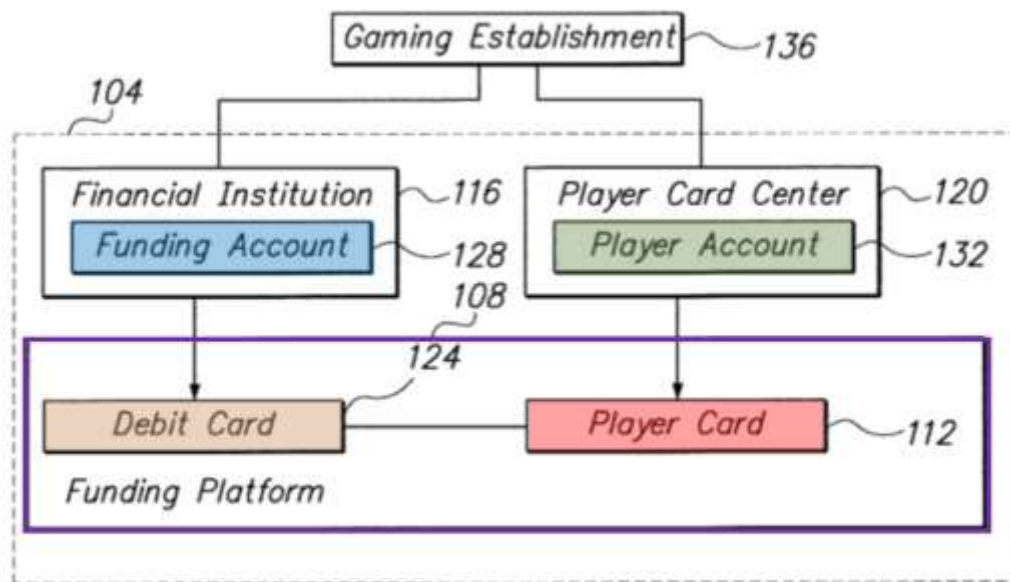 Gaming Establishment
136
104
Financial Institution
116
Player Card Center
120
Funding Account
128
Player Account
132
108
124
Debit Card
Player Card
112
Funding Platform